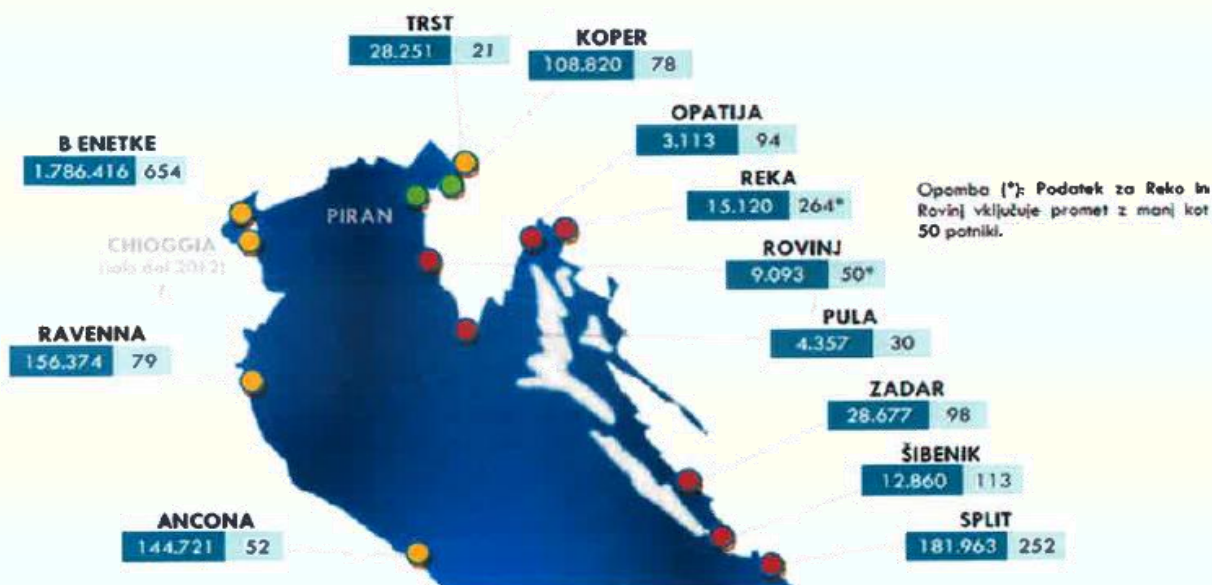 TRST
28.251 21
KOPER
108.820 78
OPATIJA
3.113 94
B ENETKE
1.786.416 654
REKA
15.120 264*
Opomba (*): Podatek za Reko in
Rovinj vključuje promet z manj kot
50 potniki.
PIRAN
CHIOGGIA
2012)
ROVINJ
9.093 50*
RAVENNA
156.374 79
PULA
4.357 30
ZADAR
28.677 98
ŠIBENIK
12.860 113
ANCONA
144.721 52
SPLIT
181.963 252